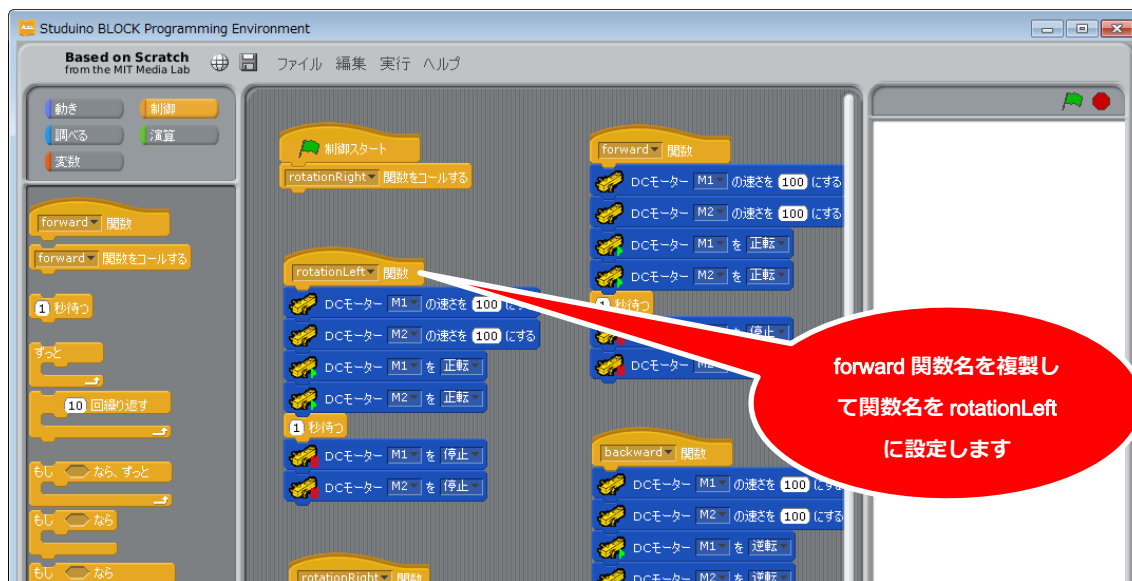 Studuino BLOCK Programming Environment
Based on Scratch
from the MIT Media Lab
ファイル 編集 実行 ヘルプ
動き 制御
調べる 演算
変数
forward 関数
forward 関数をコールする
1 秒待つ
ずっと
10 回繰り返す
もし なら、ずっと
もし なら
もし なら
制御スタート
rotationRight 関数をコールする
rotationLeft 関数
DCモーター M1 の速さを 100 にする
DCモーター M2 の速さを 100 にする
DCモーター M1 を 正転
DCモーター M2 を 正転
1 秒待つ
DCモーター M1 を 停止
DCモーター M2 を 停止
rotationRight 関数
forward 関数
DCモーター M1 の速さを 100 にする
DCモーター M2 の速さを 100 にする
DCモーター M1 を 正転
DCモーター M2 を 正転
秒待つ
を 停止
DCモーター
backward 関数
DCモーター M1 の速さを 100 にする
DCモーター M2 の速さを 100 にする
DCモーター M1 を 逆転
DCモーター M2 を 逆転
forward 関数名を複製し
て関数名を rotationLeft
に設定します